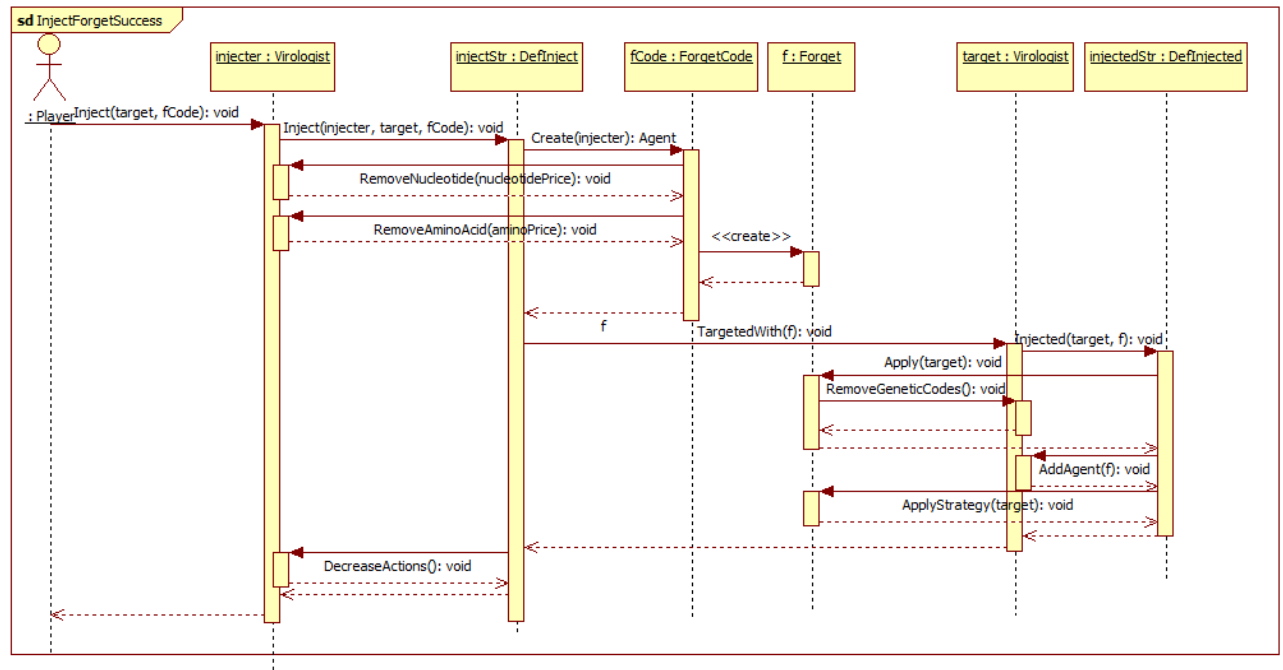 sd InjectForgetSuccess
injecter : Virologist
injectStr : DefInject
fCode : ForgetCode
f : Forget
target : Virologist
injectedStr : DefInjected
: Player
Inject(target, fCode): void
Inject(injecter, target, fCode): void
Create(injecter): Agent
RemoveNucleotide(nucleotidePrice): void
RemoveAminoAcid(aminoPrice): void
<<create>>
f
TargetedWith(f): void
Injected(target, f): void
Apply(target): void
RemoveGeneticCodes(): void
AddAgent(f): void
ApplyStrategy(target): void
DecreaseActions(): void